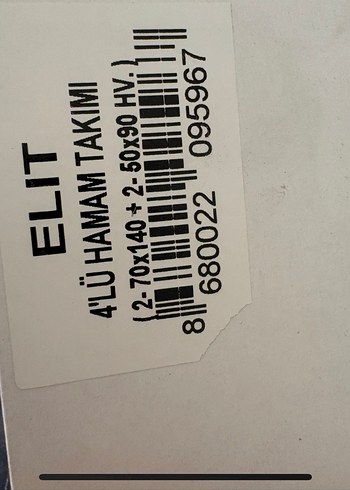 ELIT
4'LÜ HAMAM TAKIMI
( 2- 70x140 + 2- 50x90 HV. )
8 680022 095967